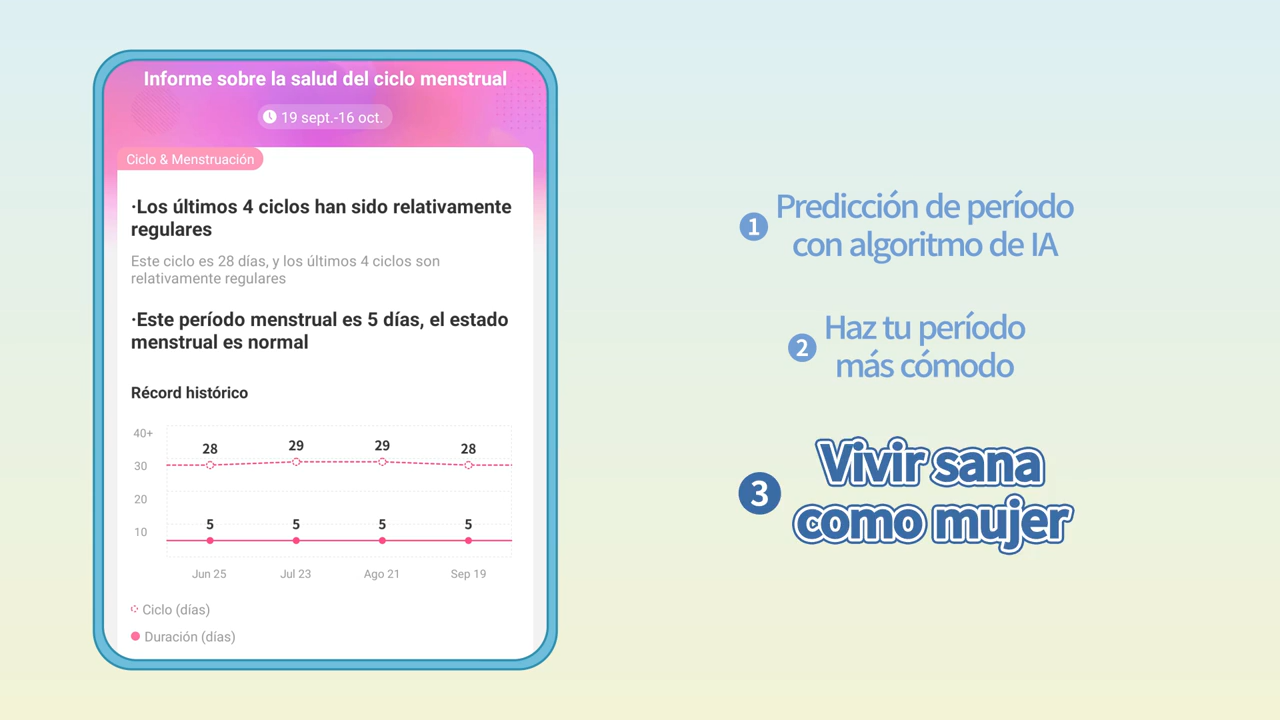 Informe sobre la salud del ciclo menstrual
19 sept.-16 oct.
Ciclo & Menstruación
·Los últimos 4 ciclos han sido relativamente
regulares
Este ciclo es 28 días, y los últimos 4 ciclos son
relativamente regulares
·Este período menstrual es 5 días, el estado
menstrual es normal
Récord histórico
40+
30
20
10
28 29 29 28
5 5 5 5
Jun 25 Jul 23 Ago 21 Sep 19
Ciclo (días)
Duración (días)
1 Predicción de período
con algoritmo de IA
2 Haz tu período
más cómodo
3 Vivir sana
como mujer